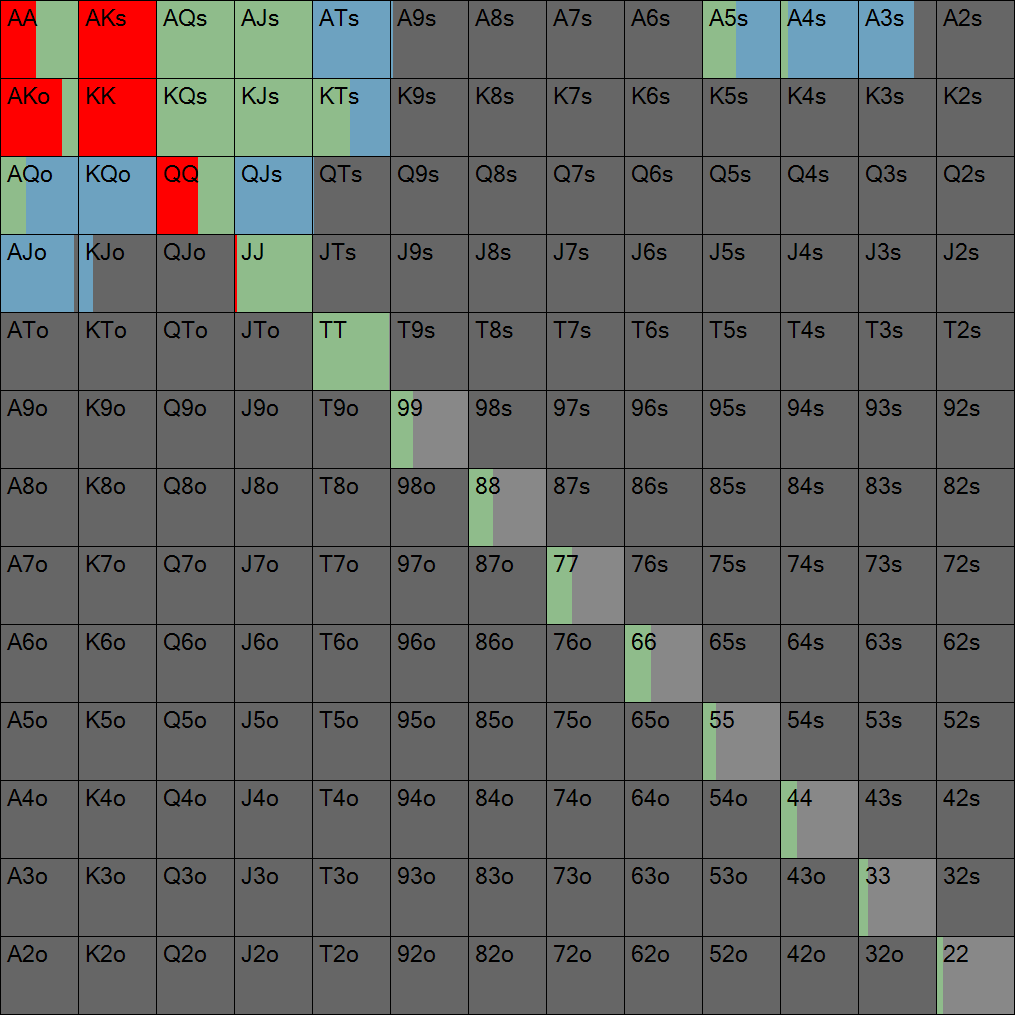 AA AKs AQs AJs ATs A9s A8s A7s A6s A5s A4s A3s A2s
AKo KK KQs KJs KTs K9s K8s K7s K6s K5s K4s K3s K2s
AQo KQo QQ QJs QTs Q9s Q8s Q7s Q6s Q5s Q4s Q3s Q2s
AJo KJo QJo JJ JTs J9s J8s J7s J6s J5s J4s J3s J2s
ATo KTo QTo JTo TT T9s T8s T7s T6s T5s T4s T3s T2s
A9o K9o Q9o J9o T9o 99 98s 97s 96s 95s 94s 93s 92s
A8o K8o Q8o J8o T8o 98o 88 87s 86s 85s 84s 83s 82s
A7o K7o Q7o J7o T7o 97o 87o 77 76s 75s 74s 73s 72s
A6o K6o Q6o J6o T6o 96o 86o 76o 66 65s 64s 63s 62s
A5o K5o Q5o J5o T5o 95o 85o 75o 65o 55 54s 53s 52s
A4o K4o Q4o J4o T4o 94o 84o 74o 64o 54o 44 43s 42s
A3o K3o Q3o J3o T3o 93o 83o 73o 63o 53o 43o 33 32s
A2o K2o Q2o J2o T2o 92o 82o 72o 62o 52o 42o 32o 22